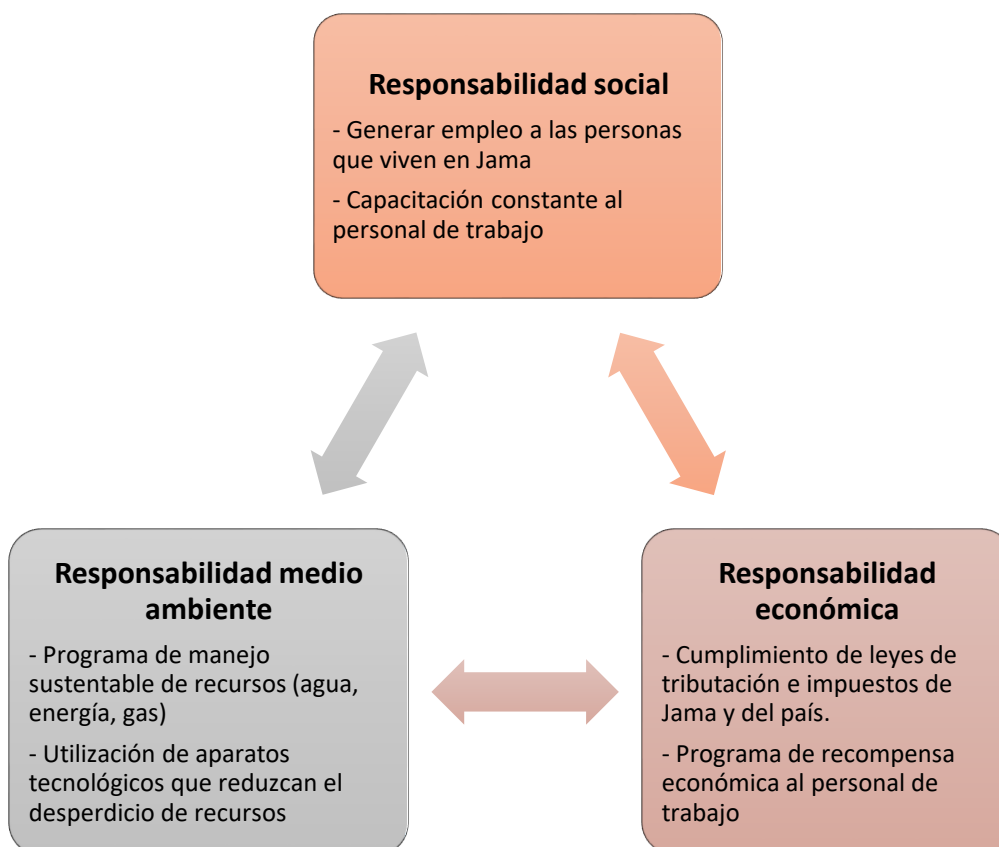 Responsabilidad social
- Generar empleo a las personas
que viven en Jama
- Capacitación constante al
personal de trabajo
Responsabilidad medio
ambiente
- Programa de manejo
sustentable de recursos (agua,
energía, gas)
- Utilización de aparatos
tecnológicos que reduzcan el
desperdicio de recursos
Responsabilidad
económica
- Cumplimiento de leyes de
tributación e impuestos de
Jama y del país.
- Programa de recompensa
económica al personal de
trabajo